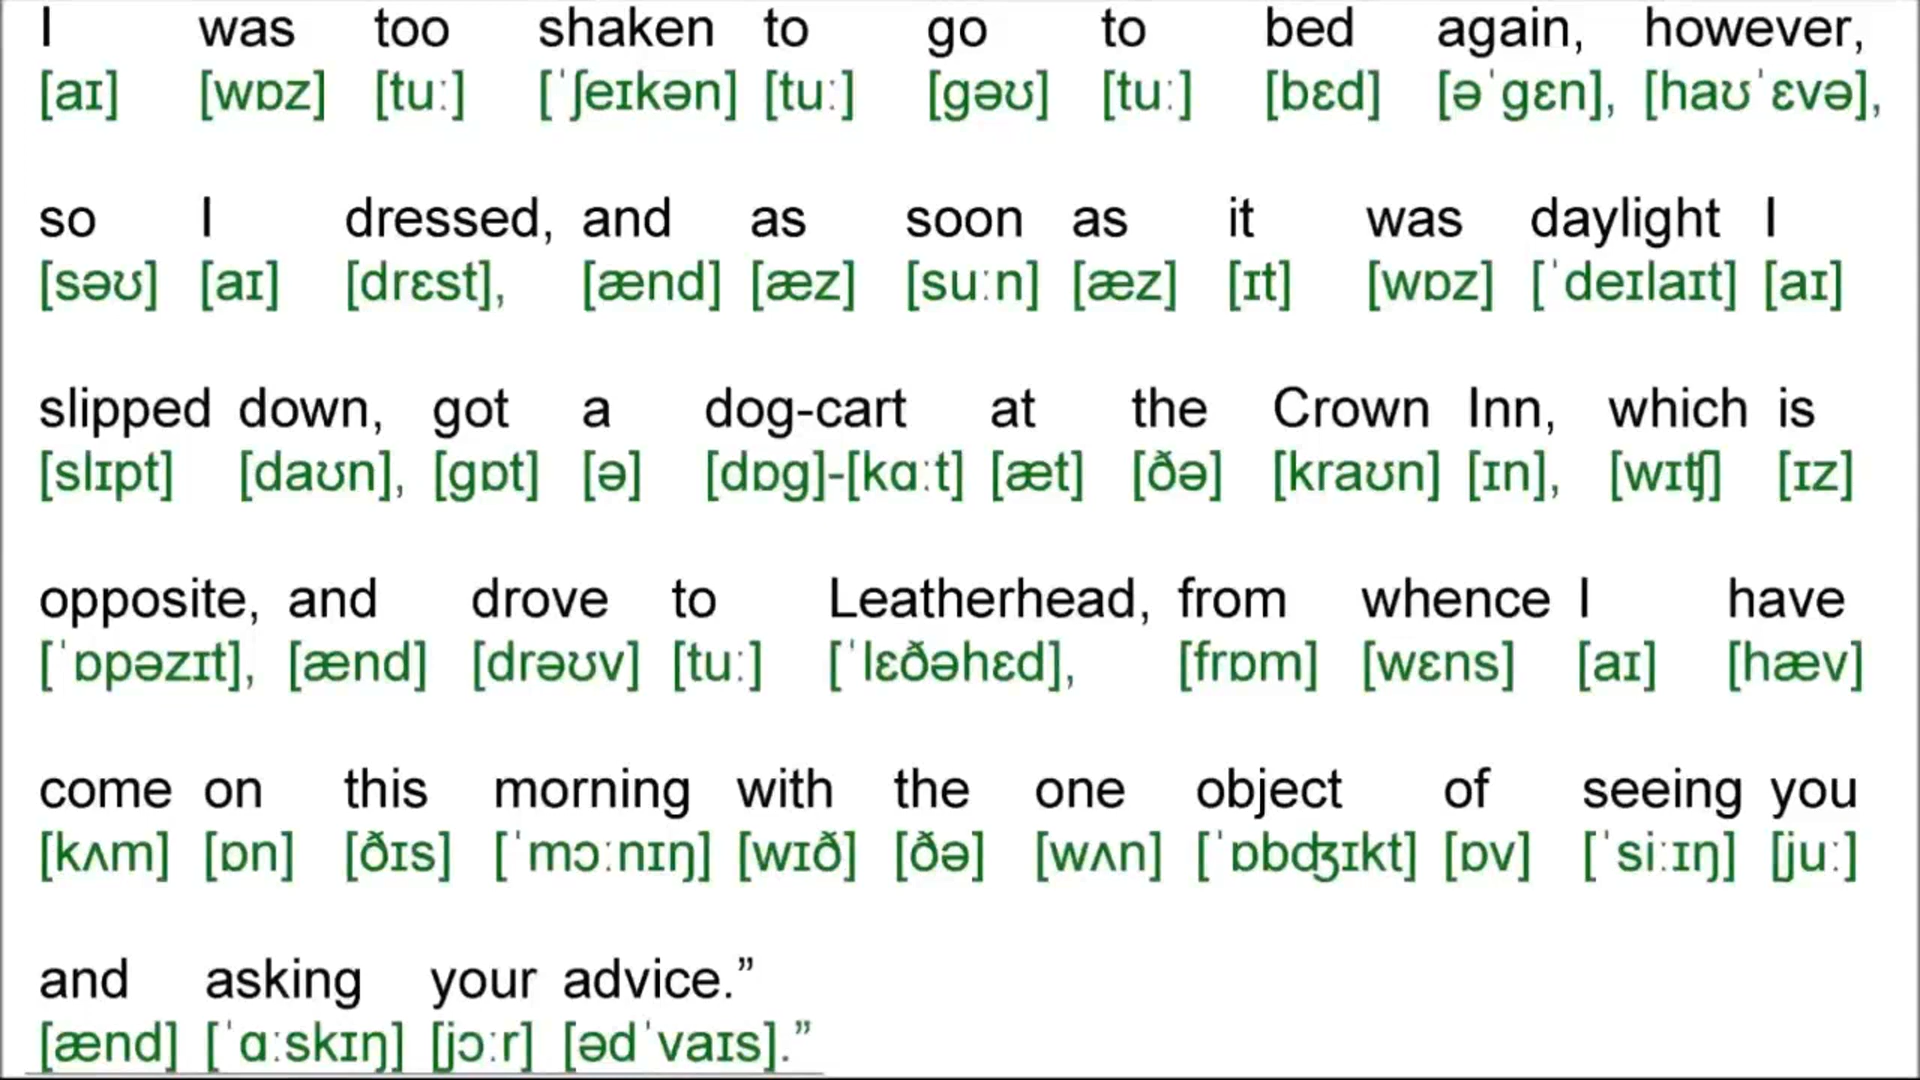 I was too shaken to go to bed again, however,
[aɪ] [wɒz] [tuː] [ˈʃeɪkən] [tuː] [gəʊ] [tuː] [bɛd] [əˈgɛn], [haʊˈɛvə],
so I dressed, and as soon as it was daylight I
[səʊ] [aɪ] [drɛst], [ænd] [æz] [suːn] [æz] [ɪt] [wɒz] [ˈdeɪlaɪt] [aɪ]
slipped down, got a dog-cart at the Crown Inn, which is
[slɪpt] [daʊn], [gɒt] [ə] [dɒg]-[kɑːt] [æt] [ðə] [kraʊn] [ɪn], [wɪʧ] [ɪz]
opposite, and drove to Leatherhead, from whence I have
[ˈɒpəzɪt], [ænd] [drəʊv] [tuː] [ˈlɛðəhɛd], [frɒm] [wɛns] [aɪ] [hæv]
come on this morning with the one object of seeing you
[kʌm] [ɒn] [ðɪs] [ˈmɔːnɪŋ] [wɪð] [ðə] [wʌn] [ˈɒbʤɪkt] [ɒv] [ˈsiːɪŋ] [juː]
and asking your advice.”
[ænd] [ˈɑːskɪŋ] [jɔːr] [ədˈvaɪs].”